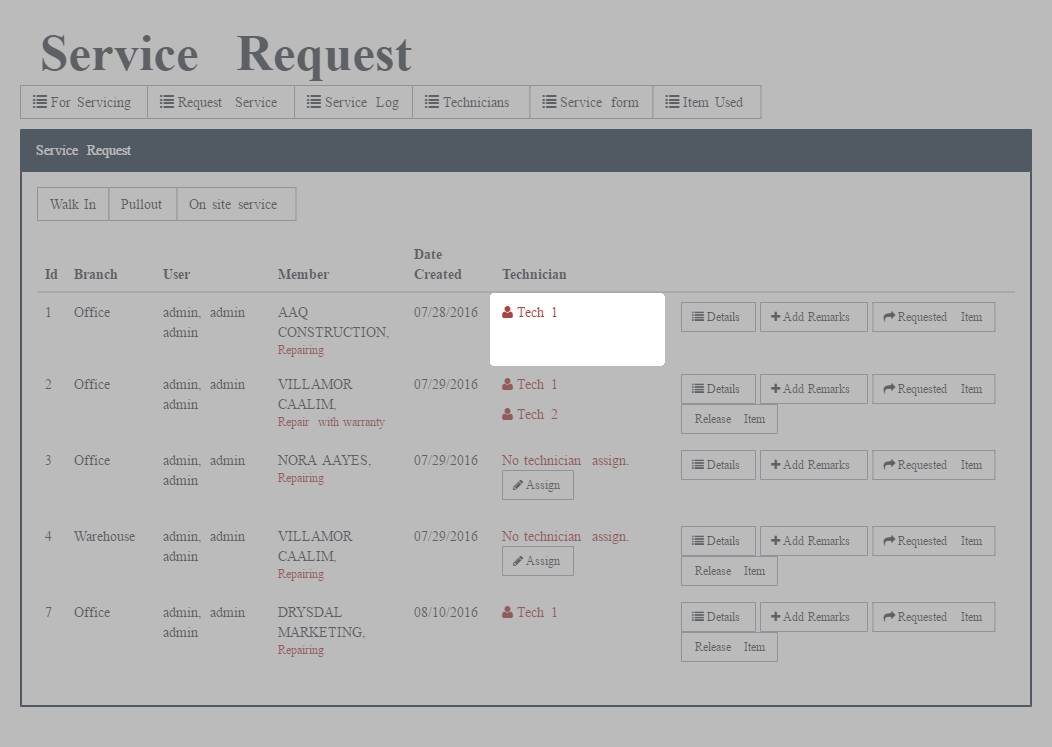 Service Request
For Servicing Request Service Service Log Technicians Service form Item Used
Service Request
Walk In Pullout On site service
Id Branch User Member Date Created Technician
1 Office admin, admin admin AAQ CONSTRUCTION, Repairing 07/28/2016 Tech 1 Details Add Remarks Requested Item
2 Office admin, admin admin VILLAMOR CAALIM, Repair with warranty 07/29/2016 Tech 1 Tech 2 Details Add Remarks Requested Item Release Item
3 Office admin, admin admin NORA AAYES, Repairing 07/29/2016 No technician assign. Assign Details Add Remarks Requested Item
4 Warehouse admin, admin admin VILLAMOR CAALIM, Repairing 07/29/2016 No technician assign. Assign Details Add Remarks Requested Item Release Item
7 Office admin, admin admin DRYSDAL MARKETING, Repairing 08/10/2016 Tech 1 Details Add Remarks Requested Item Release Item